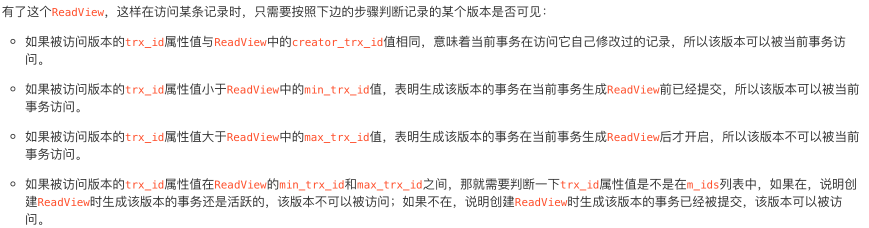 有了这个ReadView，这样在访问某条记录时，只需要按照下边的步骤判断记录的某个版本是否可见：
如果被访问版本的trx_id属性值与ReadView中的creator_trx_id值相同，意味着当前事务在访问它自己修改过的记录，所以该版本可以被当前事务访
问。
如果被访问版本的trx_id属性值小于ReadView中的min_trx_id值，表明生成该版本的事务在当前事务生成ReadView前已经提交，所以该版本可以被当前
事务访问。
如果被访问版本的trx_id属性值大于ReadView中的max_trx_id值，表明生成该版本的事务在当前事务生成ReadView后才开启，所以该版本不可以被当前
事务访问。
如果被访问版本的trx_id属性值在ReadView的min_trx_id和max_trx_id之间，那就需要判断一下trx_id属性值是不是在m_ids列表中，如果在，说明创
建ReadView时生成该版本的事务还是活跃的，该版本不可以被访问；如果不在，说明创建ReadView时生成该版本的事务已经被提交，该版本可以被访
问。